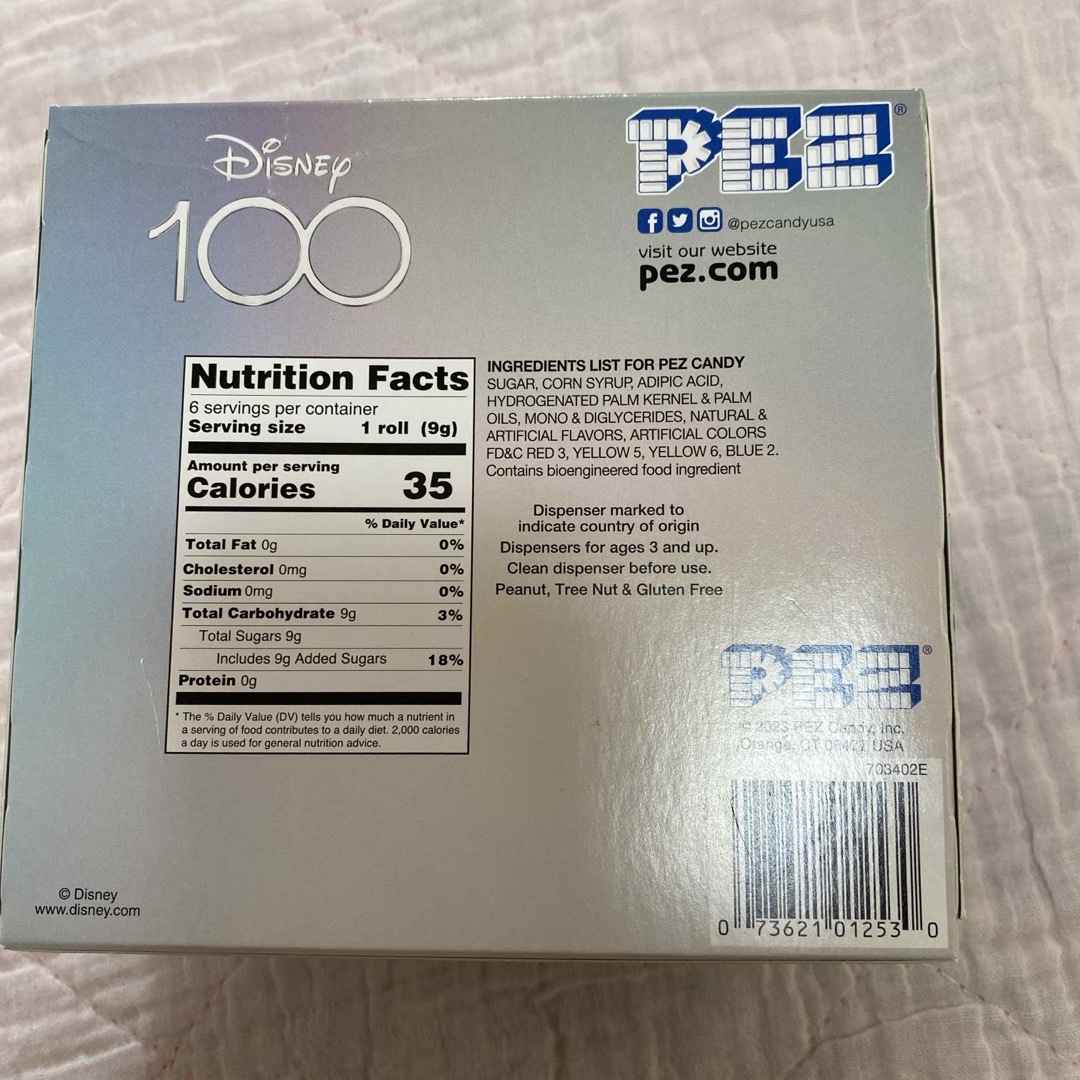 Disney
100
PEZ®
@pezcandyusa
visit our website
pez.com
Nutrition Facts
6 servings per container
Serving size 1 roll (9g)
Amount per serving
Calories 35
% Daily Value*
Total Fat 0g 0%
Cholesterol 0mg 0%
Sodium 0mg 0%
Total Carbohydrate 9g 3%
Total Sugars 9g
Includes 9g Added Sugars 18%
Protein 0g
* The % Daily Value (DV) tells you how much a nutrient in
a serving of food contributes to a daily diet. 2,000 calories
a day is used for general nutrition advice.
INGREDIENTS LIST FOR PEZ CANDY
SUGAR, CORN SYRUP, ADIPIC ACID,
HYDROGENATED PALM KERNEL & PALM
OILS, MONO & DIGLYCERIDES, NATURAL &
ARTIFICIAL FLAVORS, ARTIFICIAL COLORS
FD&C RED 3, YELLOW 5, YELLOW 6, BLUE 2.
Contains bioengineered food ingredient
Dispenser marked to
indicate country of origin
Dispensers for ages 3 and up.
Clean dispenser before use.
Peanut, Tree Nut & Gluten Free
PEZ®
© 2023 PEZ Candy, Inc.
Orange, CT USA
703402E
0 73621 01253 0
© Disney
www.disney.com